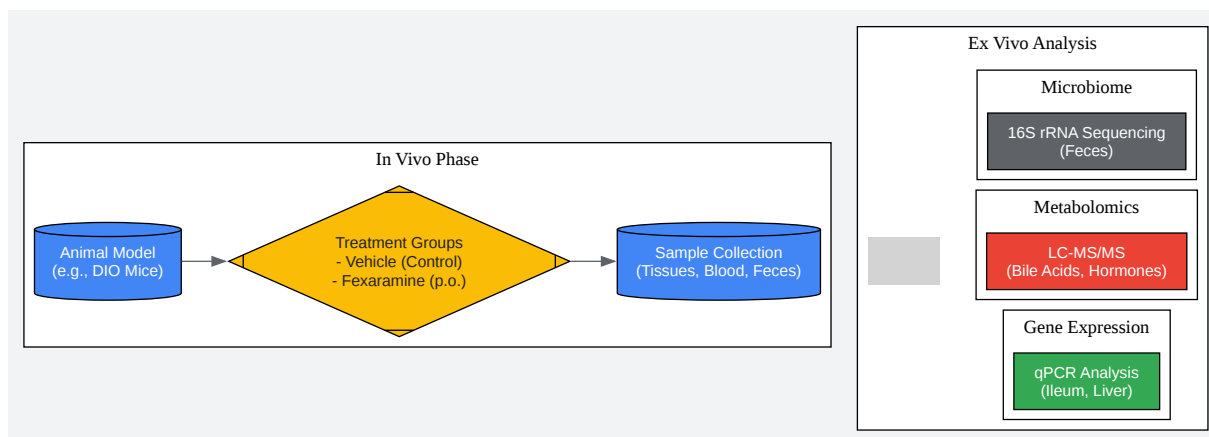 In Vivo Phase
Animal Model
(e.g., DIO Mice)
Treatment Groups
- Vehicle (Control)
- Fexaramine (p.o.)
Sample Collection
(Tissues, Blood, Feces)
Ex Vivo Analysis
Microbiome
16S rRNA Sequencing
(Feces)
Metabolomics
LC-MS/MS
(Bile Acids, Hormones)
Gene Expression
qPCR Analysis
(Ileum, Liver)